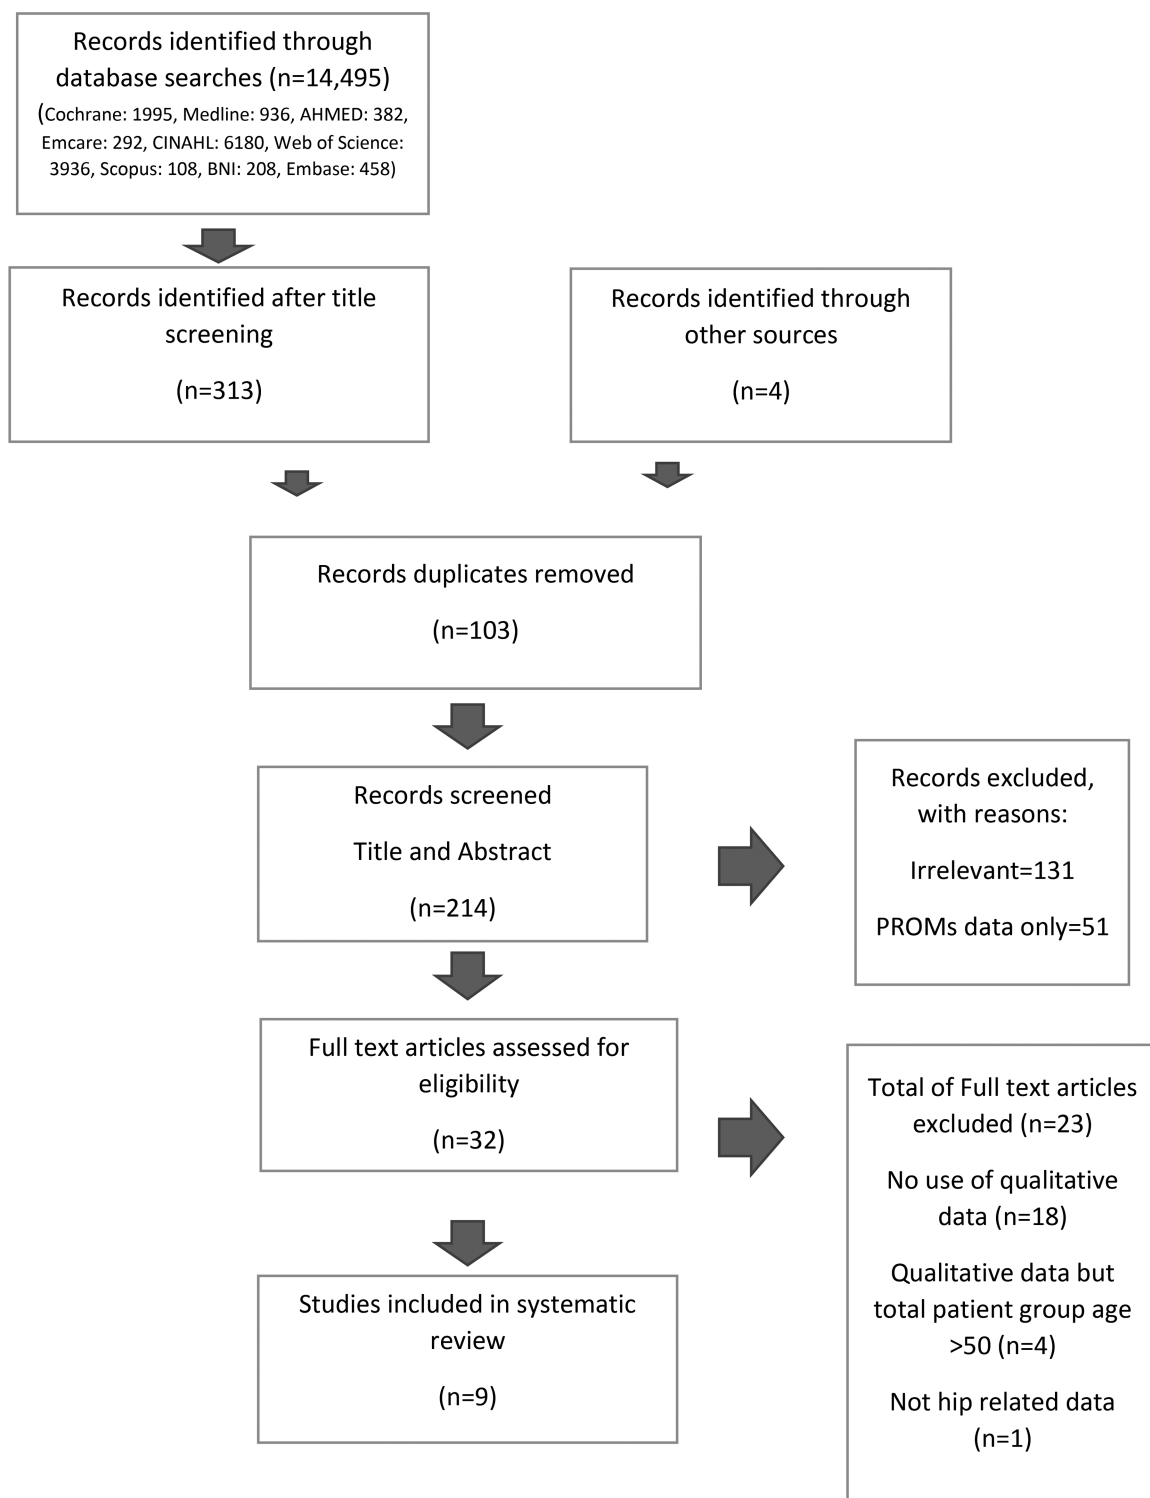 Records identified through
database searches (n=14,495)
(Cochrane: 1995, Medline: 936, AHMED: 382,
Emcare: 292, CINAHL: 6180, Web of Science:
3936, Scopus: 108, BNI: 208, Embase: 458)
Records identified after title
screening
(n=313)
Records identified through
other sources
(n=4)
Records duplicates removed
(n=103)
Records screened
Title and Abstract
(n=214)
Records excluded,
with reasons:
Irrelevant=131
PROMs data only=51
Full text articles assessed for
eligibility
(n=32)
Total of Full text articles
excluded (n=23)
No use of qualitative
data (n=18)
Qualitative data but
total patient group age
>50 (n=4)
Not hip related data
(n=1)
Studies included in systematic
review
(n=9)